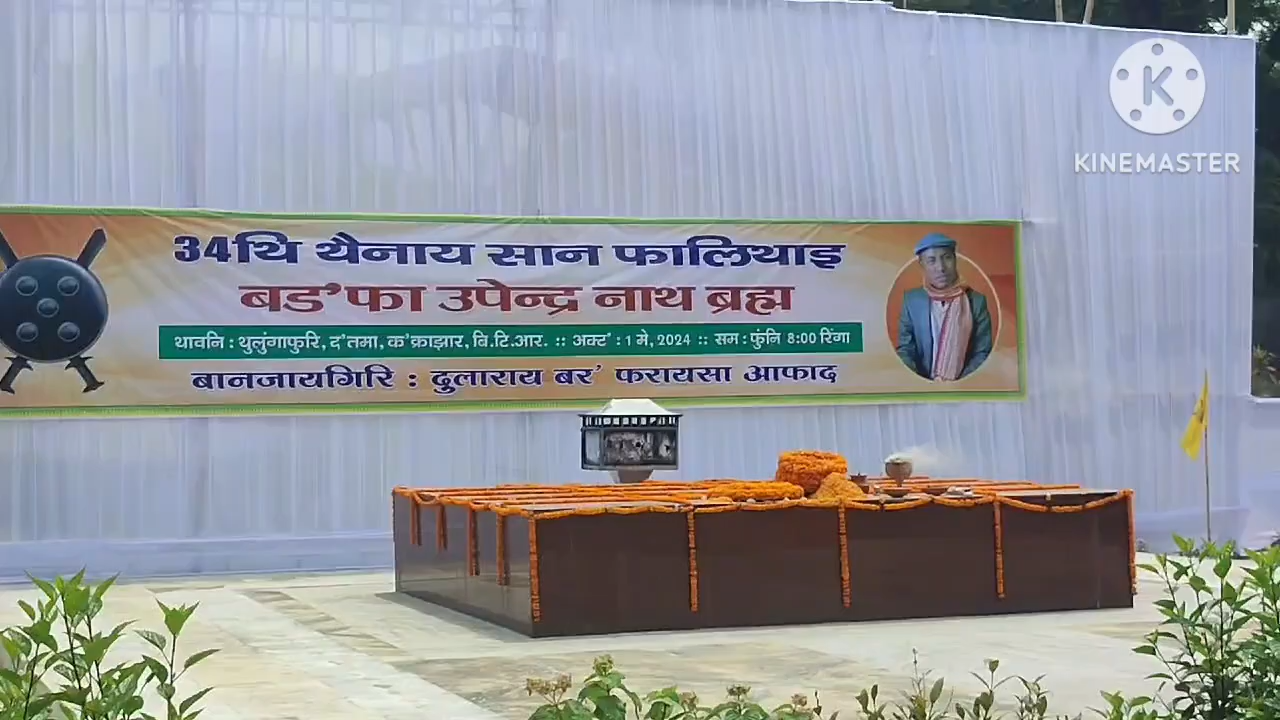 K
KINEMASTER
34थि थैनाय सान फालिथाइ
बड'फा उपेन्द्र नाथ ब्रह्म
थावनि : थुलुंगाफुरि, द'तमा, क'क्राझार, बि.टि.आर. :: अक्ट' : 1 मे, 2024 :: सम : फुंनि 8:00 रिंगा
बानजायगिरि : दुलाराय बर' फरायसा आफाद